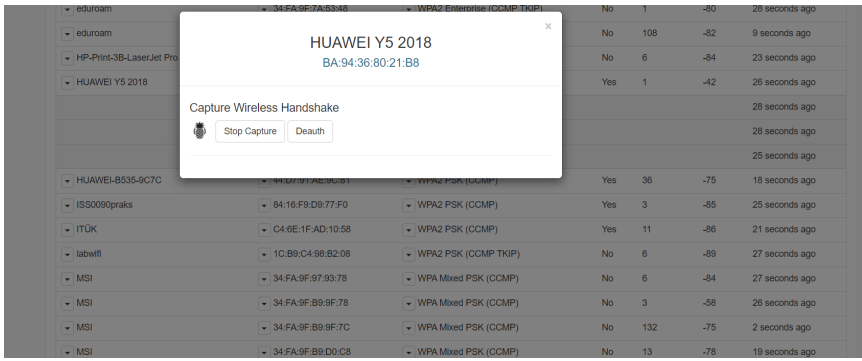 eduroam 34:FA:9F:7A:53:48 WPA2 Enterprise (CCMP TKIP) No 1 -80 28 seconds ago
×
eduroam No 108 -82 9 seconds ago
HUAWEI Y5 2018
HP-Print-3B-LaserJet Pro No 6 -84 23 seconds ago
BA:94:36:80:21:B8
HUAWEI Y5 2018 Yes 1 -42 26 seconds ago
Capture Wireless Handshake
28 seconds ago
Stop Capture Deauth
28 seconds ago
25 seconds ago
HUAWEI-B535-9C7C 44:D7:91:AE:9C:81 WPA2 PSK (CCMP) Yes 36 -75 18 seconds ago
ISS0090praks 84:16:F9:D9:77:F0 WPA2 PSK (CCMP) Yes 3 -85 25 seconds ago
ITÜK C4:6E:1F:AD:10:58 WPA2 PSK (CCMP) Yes 11 -86 21 seconds ago
labwifi 1C:B9:C4:98:B2:08 WPA2 PSK (CCMP TKIP) No 6 -89 27 seconds ago
MSI 34:FA:9F:97:93:78 WPA Mixed PSK (CCMP) No 6 -84 27 seconds ago
MSI 34:FA:9F:B9:9F:78 WPA Mixed PSK (CCMP) No 3 -58 26 seconds ago
MSI 34:FA:9F:B9:9F:7C WPA Mixed PSK (CCMP) No 132 -75 2 seconds ago
MSI 34:FA:9F:B9:D0:C8 WPA Mixed PSK (CCMP) No 13 -78 19 seconds ago